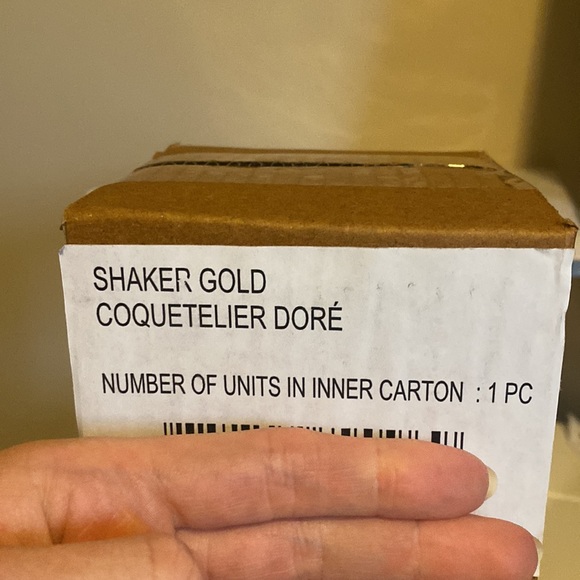 SHAKER GOLD
COQUETELIER DORÉ
NUMBER OF UNITS IN INNER CARTON : 1 PC